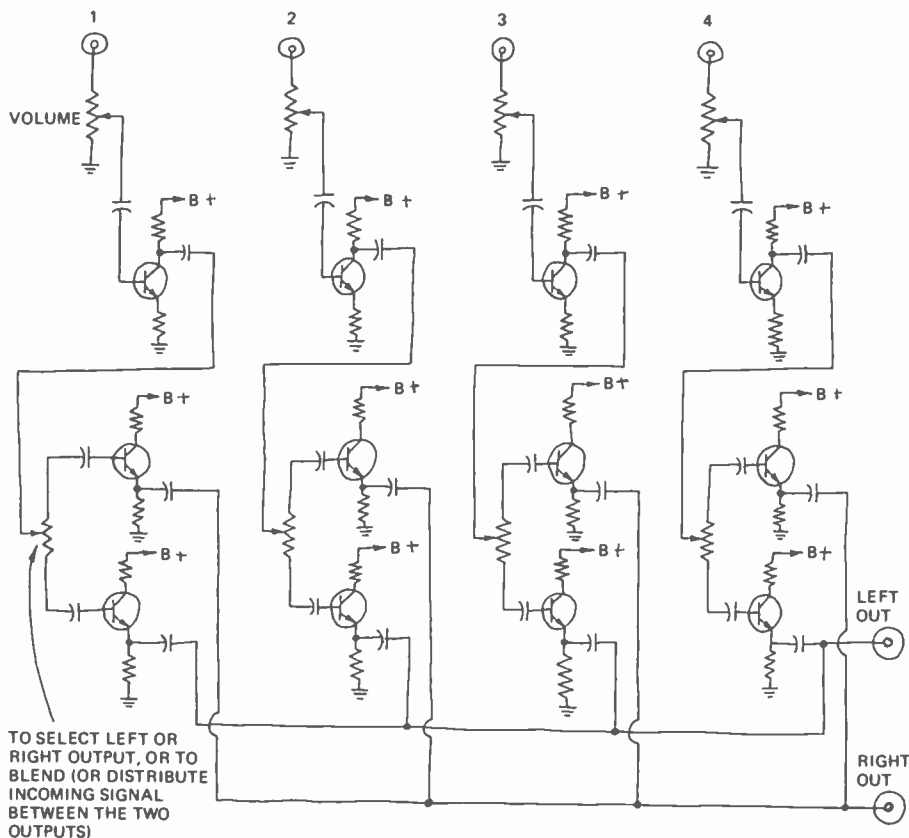 1 2 3 4
VOLUME
B+ B+ B+ B+
B+ B+ B+ B+
B+ B+ B+ B+
LEFT
OUT
TO SELECT LEFT OR
RIGHT OUTPUT, OR TO
BLEND (OR DISTRIBUTE
INCOMING SIGNAL
BETWEEN THE TWO
OUTPUTS)
RIGHT
OUT